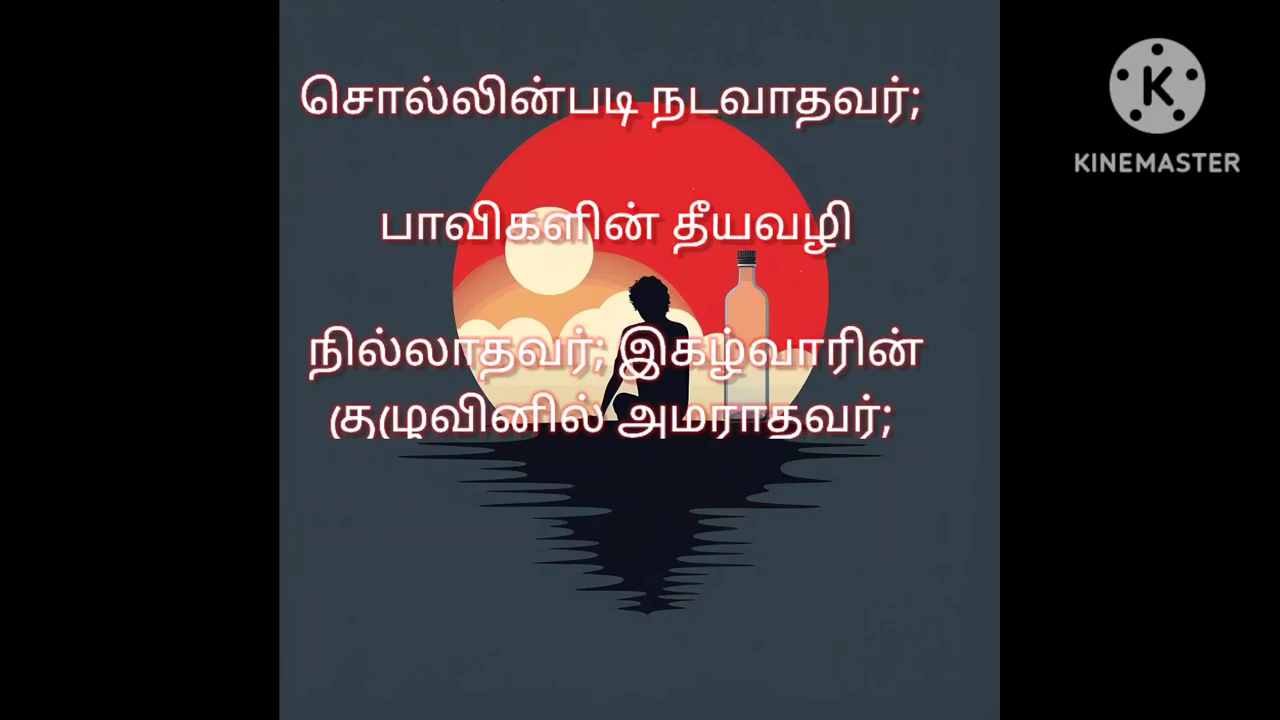 சொல்லின்படி நடவாதவர்;
பாவிகளின் தீயவழி
நில்லாதவர்; இகழ்வாரின்
குழுவினில் அமராதவர்;
KINEMASTER